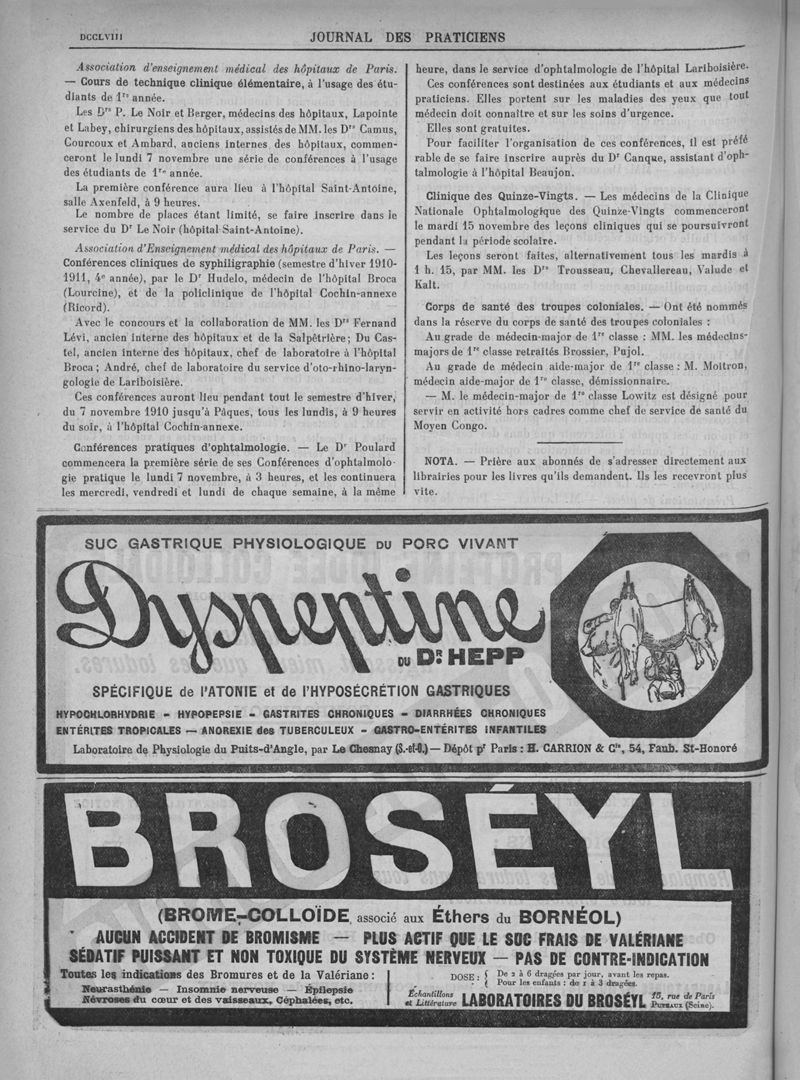 DCCLVIII
JOURNAL DES PRATICIENS
Association d'enseignement médical des hôpitaux de Paris.
— Cours de technique clinique élémentaire, à l'usage des étu-
diants de 1re année.
Les Drs P. Le Noir et Berger, médecins des hôpitaux, Lapointe
et Labey, chirurgiens des hôpitaux, assistés de MM. les Drs Camus,
Gourcoux et Ambard, anciens internes des hôpitaux, commen-
ceront le lundi 7 novembre une série de conférences à l'usage
des étudiants de 1re année.
La première conférence aura lieu à l'hôpital Saint-Antoine,
salle Axenfeld, à 9 heures.
Le nombre de places étant limité, se faire inscrire dans le
service du Dr Le Noir (hôpital Saint-Antoine).
Association d'Enseignement médical des hôpitaux de Paris. —
Conférences cliniques de syphiligraphie (semestre d'hiver 1910-
1911, 4e année), par le Dr Hudelo, médecin de l'hôpital Broca
(Lourcine), et de la policlinique de l'hôpital Cochin-annexe
(Ricord).
Avec le concours et la collaboration de MM. les Drs Fernand
Lévi, ancien interne des hôpitaux et de la Salpêtrière; Du Cas-
tel, ancien interne des hôpitaux, chef de laboratoire à l'hôpital
Broca; André, chef de laboratoire du service d'oto-rhino-laryn-
gologie de Lariboisière.
Ces conférences auront lieu pendant tout le semestre d'hiver,
du 7 novembre 1910 jusqu'à Pâques, tous les lundis, à 9 heures
du soir, à l'hôpital Cochin-annexe.
Conférences pratiques d'ophtalmologie. — Le Dr Poulard
commencera la première série de ses Conférences d'ophtalmolo-
gie pratique le lundi 7 novembre, à 3 heures, et les continuera
les mercredi, vendredi et lundi de chaque semaine, à la même
heure, dans le service d'ophtalmologie de l'hôpital Lariboisière.
Ces conférences sont destinées aux étudiants et aux médecins
praticiens. Elles portent sur les maladies des yeux que tout
médecin doit connaître et sur les soins d'urgence.
Elles sont gratuites.
Pour faciliter l'organisation de ces conférences, il est préfé
rable de se faire inscrire auprès du Dr Canque, assistant d'oph-
talmologie à l'hôpital Beaujon.
Clinique des Quinze-Vingts. — Les médecins de la Clinique
Nationale Ophtalmologique des Quinze-Vingts commenceront
le mardi 15 novembre des leçons cliniques qui se poursuivront
pendant la période scolaire.
Les leçons seront faites, alternativement tous les mardis à
1 h. 15, par MM. les Drs Trousseau, Chevallereau, Valude et
Kalt.
Corps de santé des troupes coloniales. — Ont été nommés
dans la réserve du corps de santé des troupes coloniales :
Au grade de médecin-major de 1re classe : MM. les médecins-
majors de 1re classe retraités Brossier, Pujol.
Au grade de médecin aide-major de 1re classe : M. Moitron,
médecin aide-major de 1re classe, démissionnaire.
— M. le médecin-major de 1re classe Lowitz est désigné pour
servir en activité hors cadres comme chef de service de santé du
Moyen Congo.
NOTA. — Prière aux abonnés de s'adresser directement aux
librairies pour les livres qu'ils demandent. Ils les recevront plus
vite.
SUC GASTRIQUE PHYSIOLOGIQUE DU PORC VIVANT
Dyspeptine
DU DR. HEPP
SPÉCIFIQUE de l'ATONIE et de l'HYPOSÉCRÉTION GASTRIQUES
HYPOCHLORHYDRIE - HYPOPEPSIE - GASTRITES CHRONIQUES - DIARRHÉES CHRONIQUES
ENTÉRITES TROPICALES — ANOREXIE des TUBERCULEUX - GASTRO-ENTÉRITES INFANTILES
Laboratoire de Physiologie du Puits-d'Angle, par Le Chesnay (S.-et-O.) — Dépôt pr Paris : H. CARRION & Cie, 54, Faub. St-Honoré
BROSÉYL
(BROME-COLLOÏDE associé aux Éthers du BORNÉOL)
AUCUN ACCIDENT DE BROMISME — PLUS ACTIF QUE LE SUC FRAIS DE VALÉRIANE
SÉDATIF PUISSANT ET NON TOXIQUE DU SYSTÈME NERVEUX — PAS DE CONTRE-INDICATION
Toutes les indications des Bromures et de la Valériane :
Neurasthénie — Insomnie nerveuse — Épilepsie
Névroses du cœur et des vaisseaux, Céphalées, etc.
DOSE : { De 2 à 6 dragées par jour, avant les repas.
Pour les enfants : de 1 à 3 dragées.
Échantillons
et Littérature
LABORATOIRES DU BROSÉYL
15, rue de Paris
PUTEAUX (Seine).